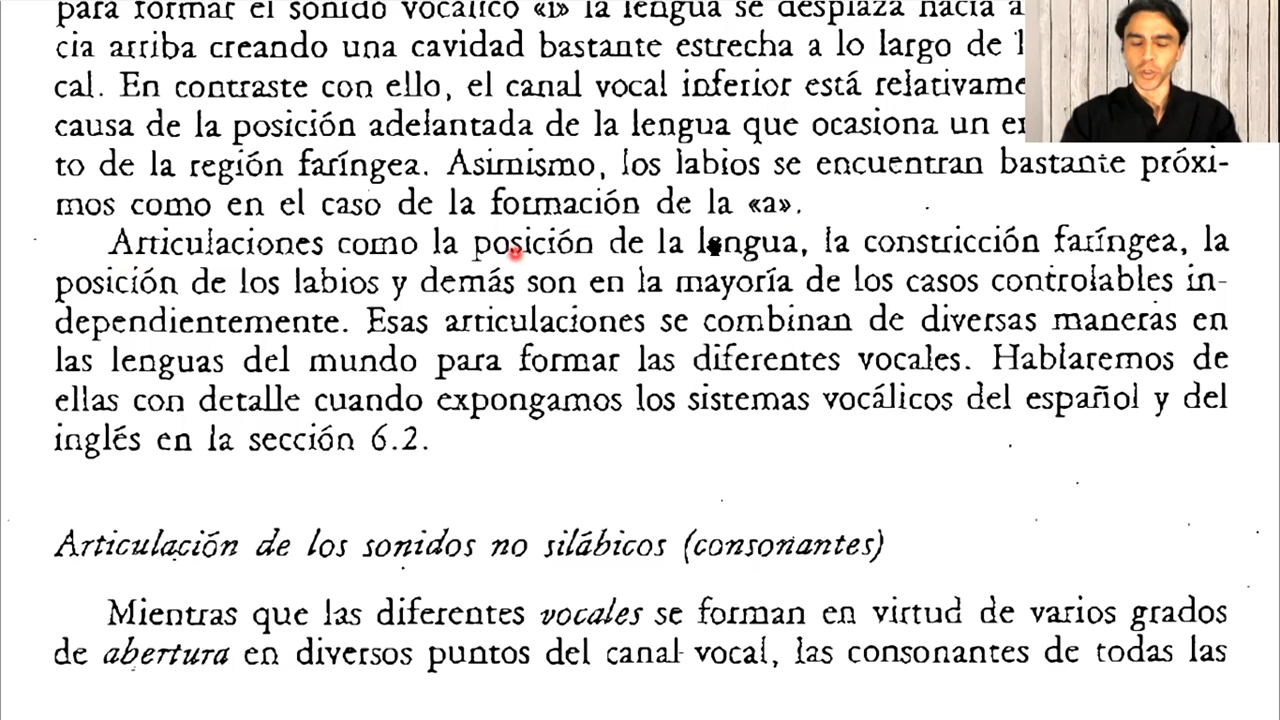 para formar el sonido vocálico «i» la lengua se desplaza hacia a
cia arriba creando una cavidad bastante estrecha a lo largo de l
cal. En contraste con ello, el canal vocal inferior está relativame
causa de la posición adelantada de la lengua que ocasiona un en
to de la región faríngea. Asimismo, los labios se encuentran bastante próxi-
mos como en el caso de la formación de la «a».
Articulaciones como la posición de la lengua, la constricción faríngea, la
posición de los labios y demás son en la mayoría de los casos controlables in-
dependientemente. Esas articulaciones se combinan de diversas maneras en
las lenguas del mundo para formar las diferentes vocales. Hablaremos de
ellas con detalle cuando expongamos los sistemas vocálicos del español y del
inglés en la sección 6.2.
Articulación de los sonidos no silábicos (consonantes)
Mientras que las diferentes vocales se forman en virtud de varios grados
de abertura en diversos puntos del canal vocal, las consonantes de todas las